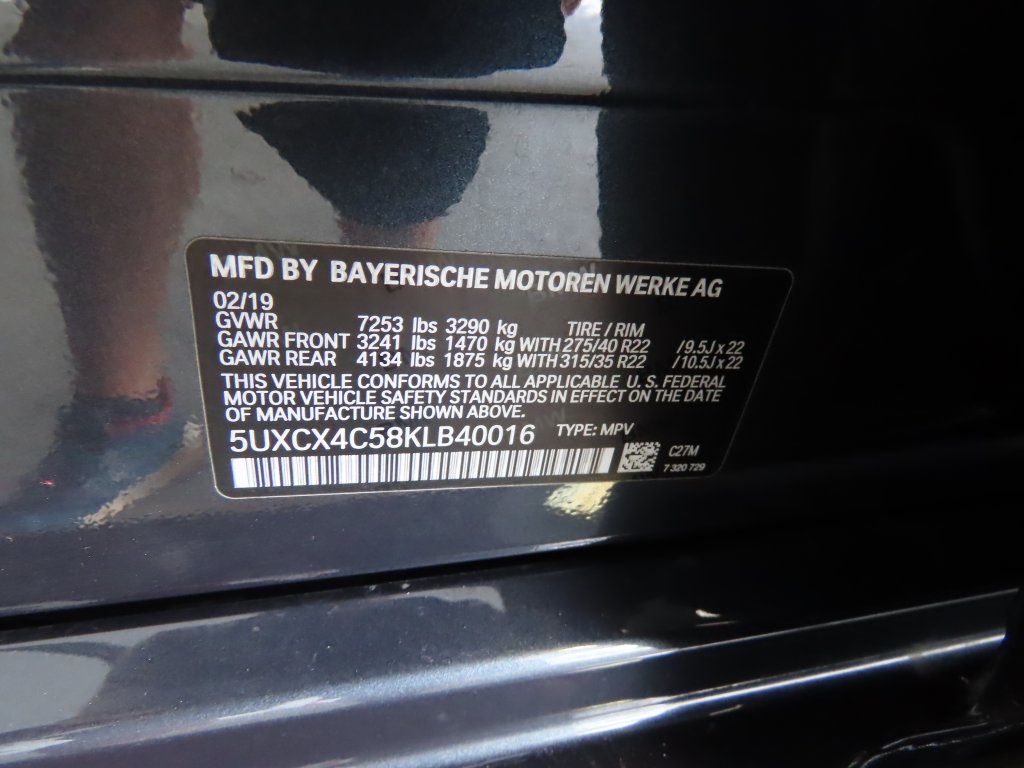 MFD BY BAYERISCHE MOTOREN WERKE AG
02/19
GVWR 7253 lbs 3290 kg TIRE / RIM
GAWR FRONT 3241 lbs 1470 kg WITH 275/40 R22 /9.5J x 22
GAWR REAR 4134 lbs 1875 kg WITH 315/35 R22 /10.5J x 22
THIS VEHICLE CONFORMS TO ALL APPLICABLE U. S. FEDERAL
MOTOR VEHICLE SAFETY STANDARDS IN EFFECT ON THE DATE
OF MANUFACTURE SHOWN ABOVE.
5UXCX4C58KLB40016 TYPE: MPV
C27M
7 320 729